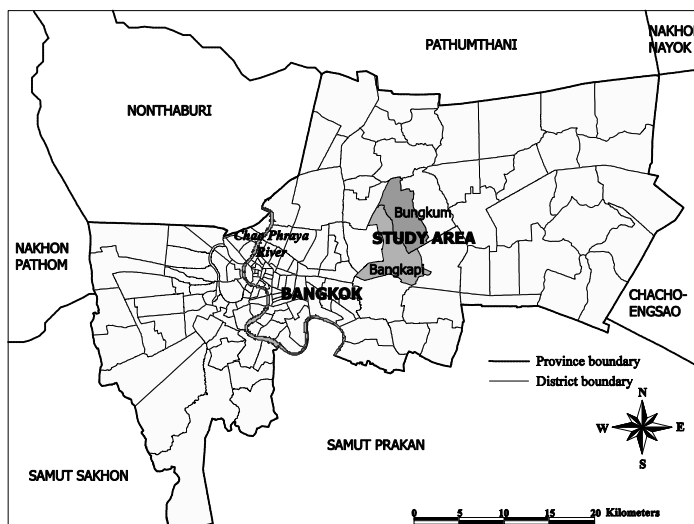 PATHUMTHANI
NAKHON
NAYOK
NONTHABURI
Bungkum
Chao Phraya
River
STUDY AREA
NAKHON
PATHOM
Bangkapi
BANGKOK
CHACHO-
ENGSAO
Province boundary
District boundary
N
W E
S
SAMUT PRAKAN
SAMUT SAKHON
0 5 10 15 20 Kilometers